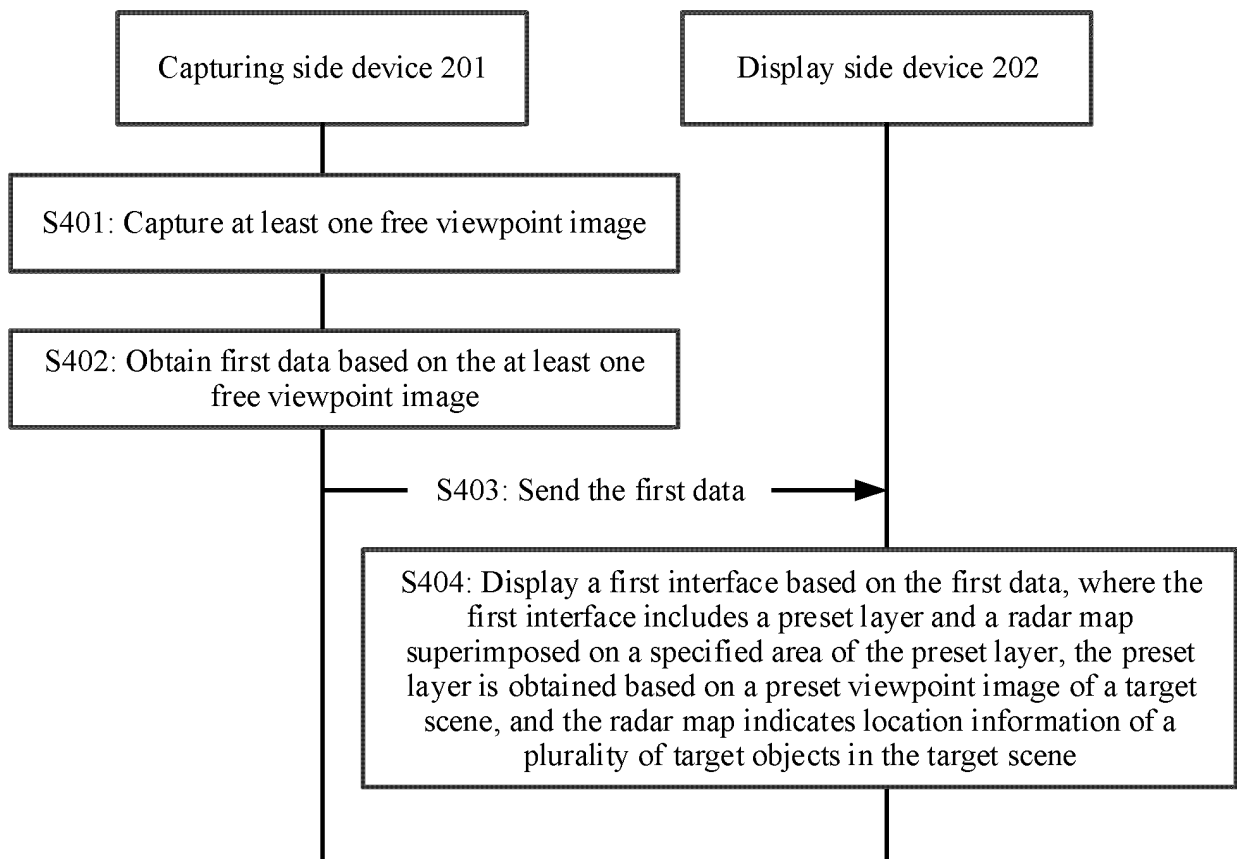 Capturing side device 201
Display side device 202
S401: Capture at least one free viewpoint image
S402: Obtain first data based on the at least one
free viewpoint image
S403: Send the first data
S404: Display a first interface based on the first data, where the
first interface includes a preset layer and a radar map
superimposed on a specified area of the preset layer, the preset
layer is obtained based on a preset viewpoint image of a target
scene, and the radar map indicates location information of a
plurality of target objects in the target scene